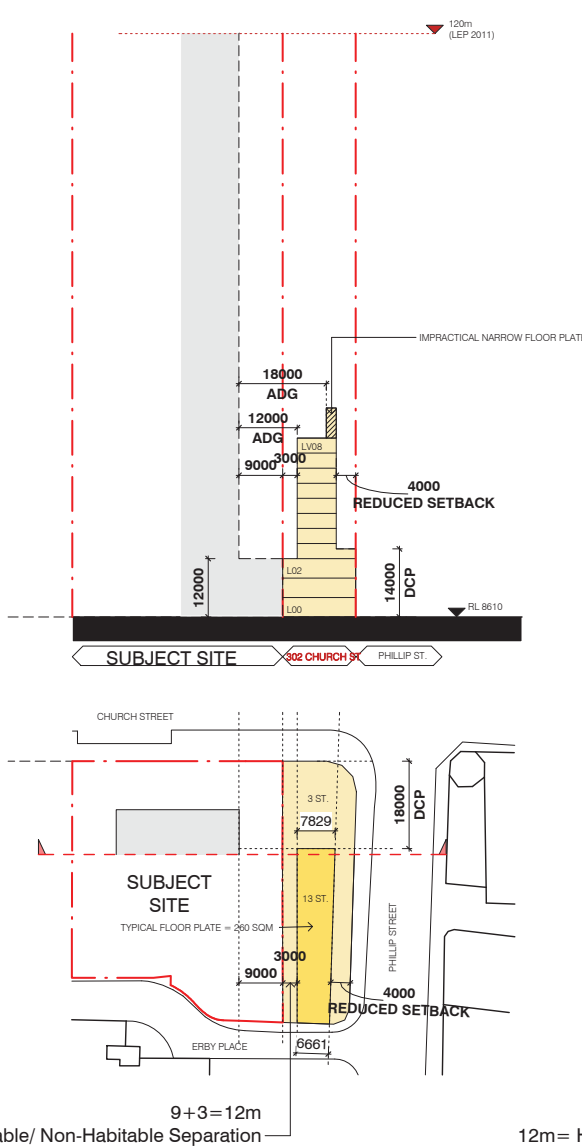 120m
(LEP 2011)
IMPRACTICAL NARROW FLOOR PLATE
18000
ADG
12000
ADG
LV08
9000
3000
4000
REDUCED SETBACK
L02
12000
14000
DCP
L00
RL 8610
SUBJECT SITE
302 CHURCH ST
PHILLIP ST.
CHURCH STREET
3 ST.
7829
18000
DCP
SUBJECT
SITE
13 ST.
TYPICAL FLOOR PLATE = 260 SQM
PHILLIP STREET
3000
9000
4000
REDUCED SETBACK
ERBY PLACE
6661
9+3=12m
able/ Non-Habitable Separation
12m= H